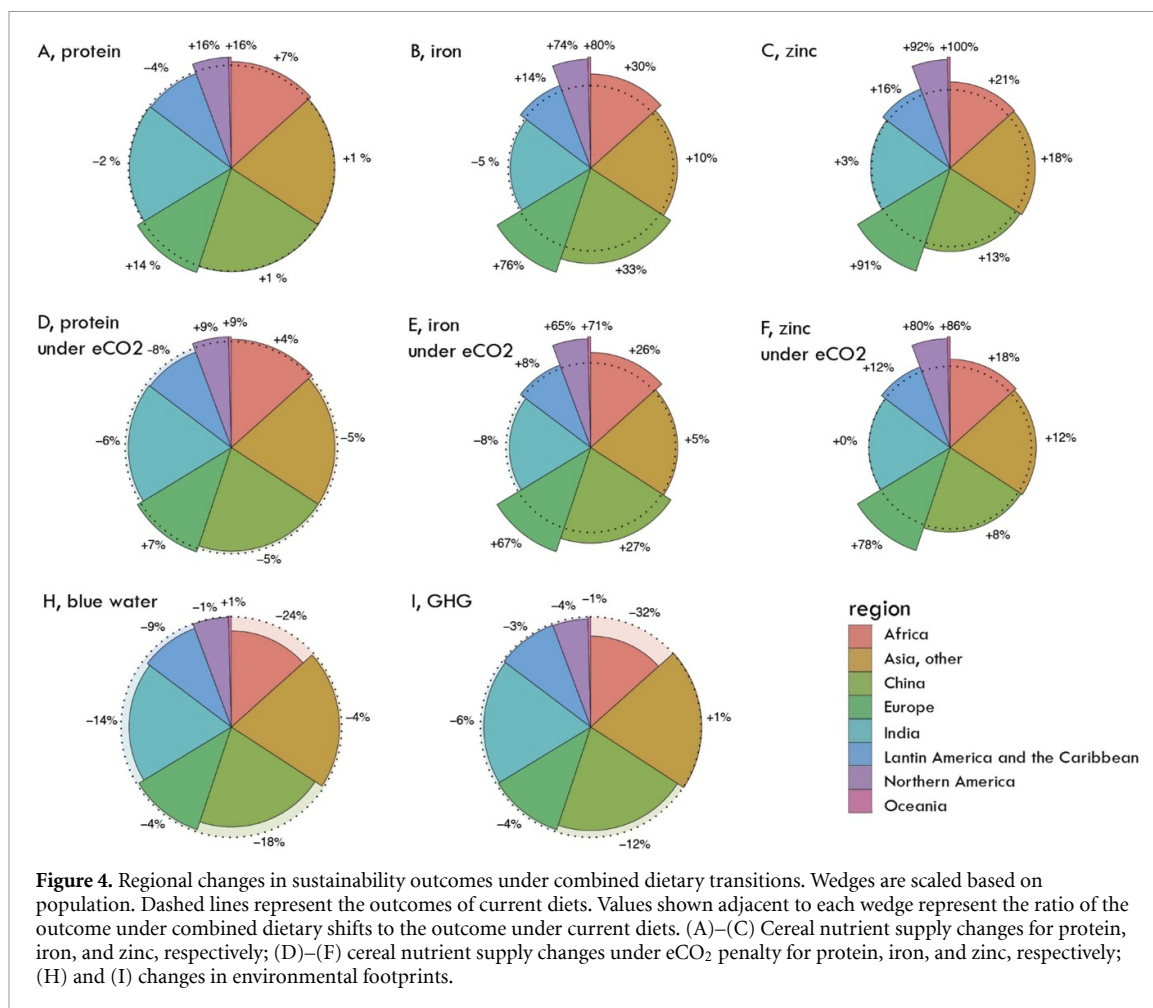 A, protein
+16% +16%
+7%
-4%
-2 %
+1 %
+14 %
+1 %
B, iron
+74% +80%
+30%
+14%
-5 %
+10%
+76%
+33%
C, zinc
+92% +100%
+21%
+16%
+3%
+18%
+91%
+13%
D, protein
under eCO2
+9% +9%
+4%
-8%
-6%
-5%
+7%
-5%
E, iron
under eCO2
+65% +71%
+26%
+8%
-8%
+5%
+67%
+27%
F, zinc
under eCO2
+80% +86%
+18%
+12%
+0%
+12%
+78%
+8%
H, blue water
-1% +1%
-24%
-9%
-14%
-4%
-4%
-18%
I, GHG
-4% -1%
-32%
-3%
-6%
+1%
-4%
-12%
region
Africa
Asia, other
China
Europe
India
Lantin America and the Caribbean
Northern America
Oceania
Figure 4. Regional changes in sustainability outcomes under combined dietary transitions. Wedges are scaled based on
population. Dashed lines represent the outcomes of current diets. Values shown adjacent to each wedge represent the ratio of the
outcome under combined dietary shifts to the outcome under current diets. (A)–(C) Cereal nutrient supply changes for protein,
iron, and zinc, respectively; (D)–(F) cereal nutrient supply changes under eCO₂ penalty for protein, iron, and zinc, respectively;
(H) and (I) changes in environmental footprints.